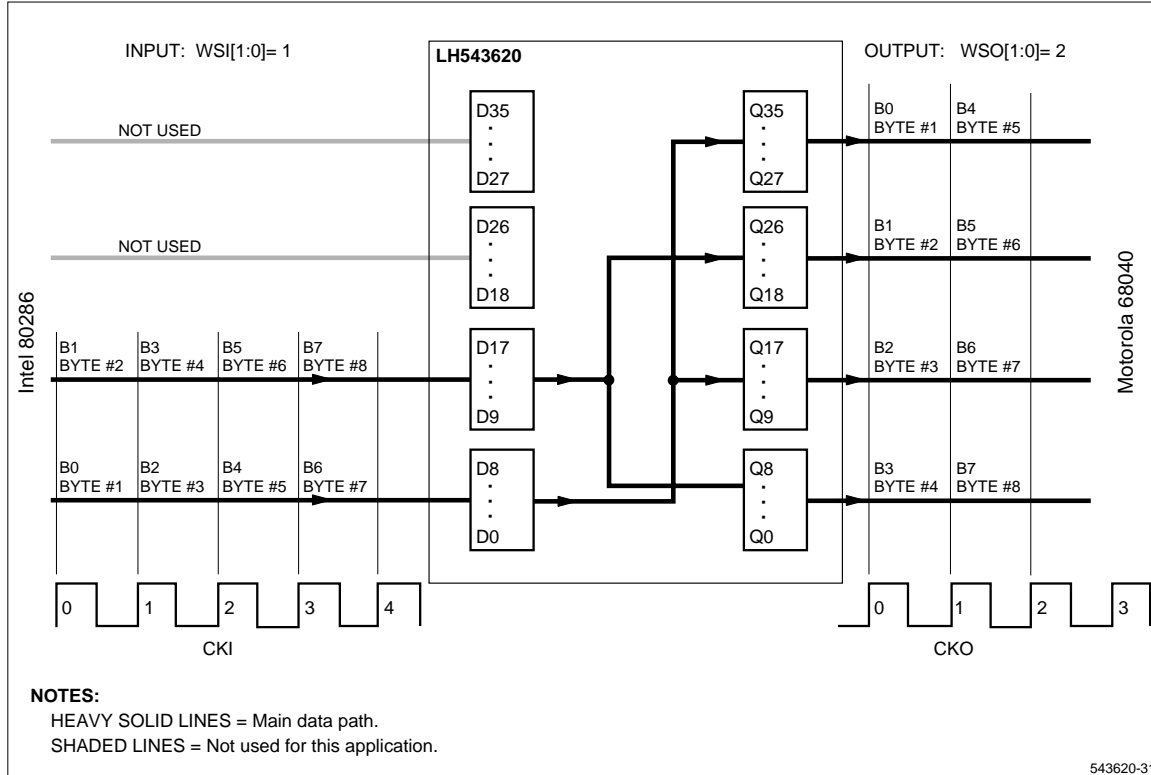 INPUT: WSI[1:0]= 1
LH543620
OUTPUT: WSO[1:0]= 2
NOT USED
D35
.
.
.
D27
Q35
.
.
.
Q27
B0
BYTE #1
B4
BYTE #5
NOT USED
D26
.
.
.
D18
Q26
.
.
.
Q18
B1
BYTE #2
B5
BYTE #6
Intel 80286
Motorola 68040
B1
BYTE #2
B3
BYTE #4
B5
BYTE #6
B7
BYTE #8
D17
.
.
.
D9
Q17
.
.
.
Q9
B2
BYTE #3
B6
BYTE #7
B0
BYTE #1
B2
BYTE #3
B4
BYTE #5
B6
BYTE #7
D8
.
.
.
D0
Q8
.
.
.
Q0
B3
BYTE #4
B7
BYTE #8
0 1 2 3 4
CKI
0 1 2 3
CKO
NOTES:
HEAVY SOLID LINES = Main data path.
SHADED LINES = Not used for this application.
543620-31